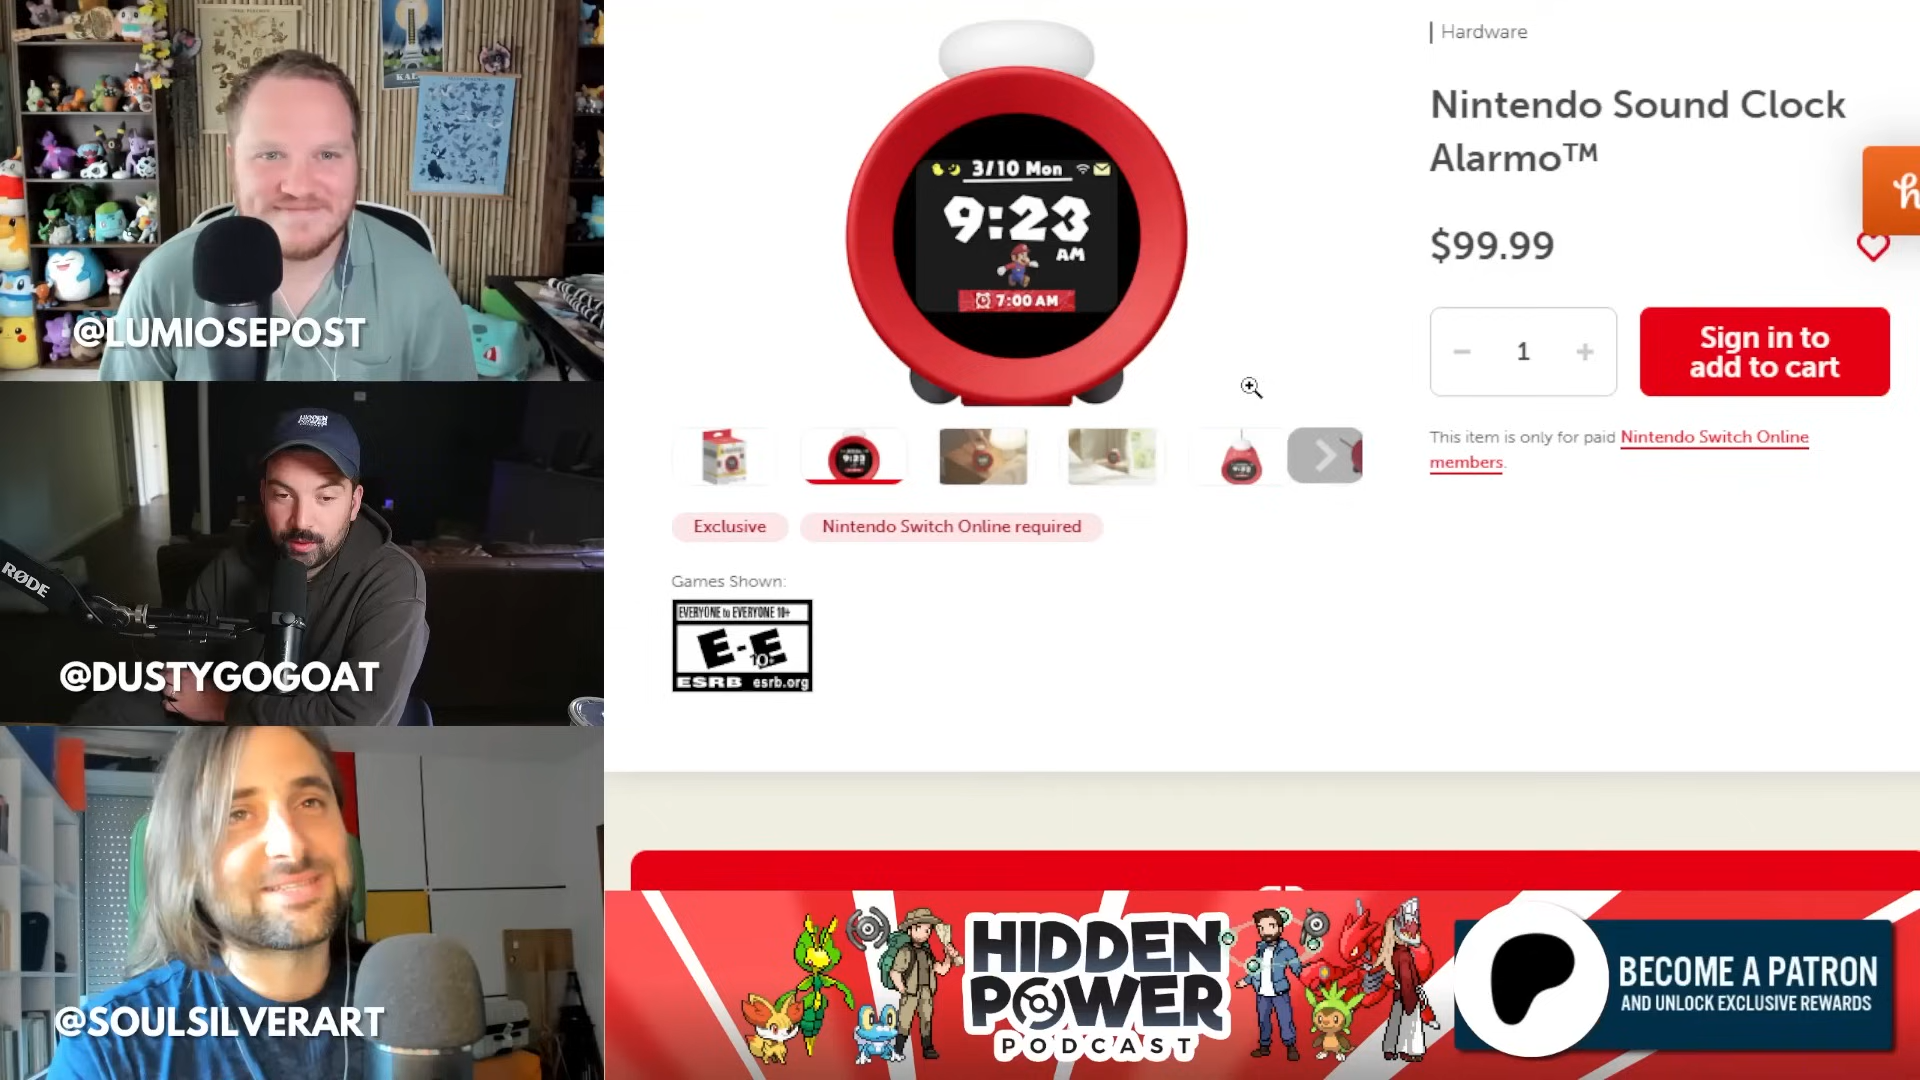 KAL
@LUMIOSEPOST
HIDDEN
POWER
RØDE
@DUSTYGOGOAT
@SOULSILVERART
3/10 Mon
9:23
AM
7:00 AM
Hardware
Nintendo Sound Clock
Alarmo™
$99.99
1
Sign in to
add to cart
This item is only for paid Nintendo Switch Online
members.
Exclusive
Nintendo Switch Online required
Games Shown:
EVERYONE to EVERYONE 10+
E-E
10+
ESRB esrb.org
HIDDEN
POWER
PODCAST
BECOME A PATRON
AND UNLOCK EXCLUSIVE REWARDS